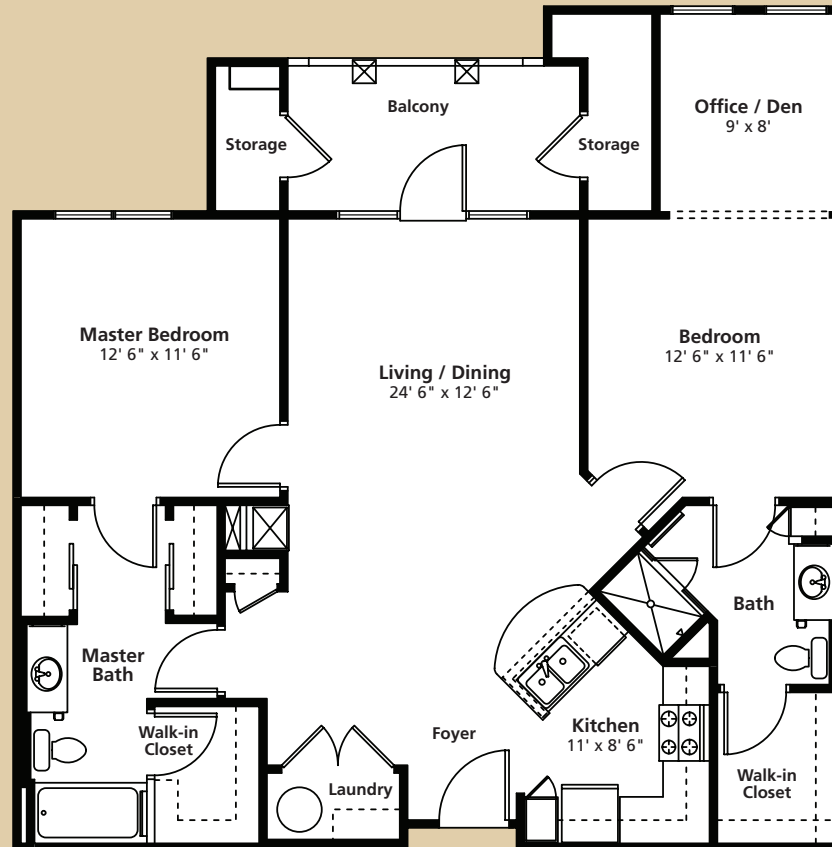 Office / Den
9' x 8'
Balcony
Storage
Storage
Master Bedroom
12' 6" x 11' 6"
Bedroom
12' 6" x 11' 6"
Living / Dining
24' 6" x 12' 6"
Bath
Master
Bath
Walk-in
Closet
Foyer
Kitchen
11' x 8' 6"
Laundry
Walk-in
Closet